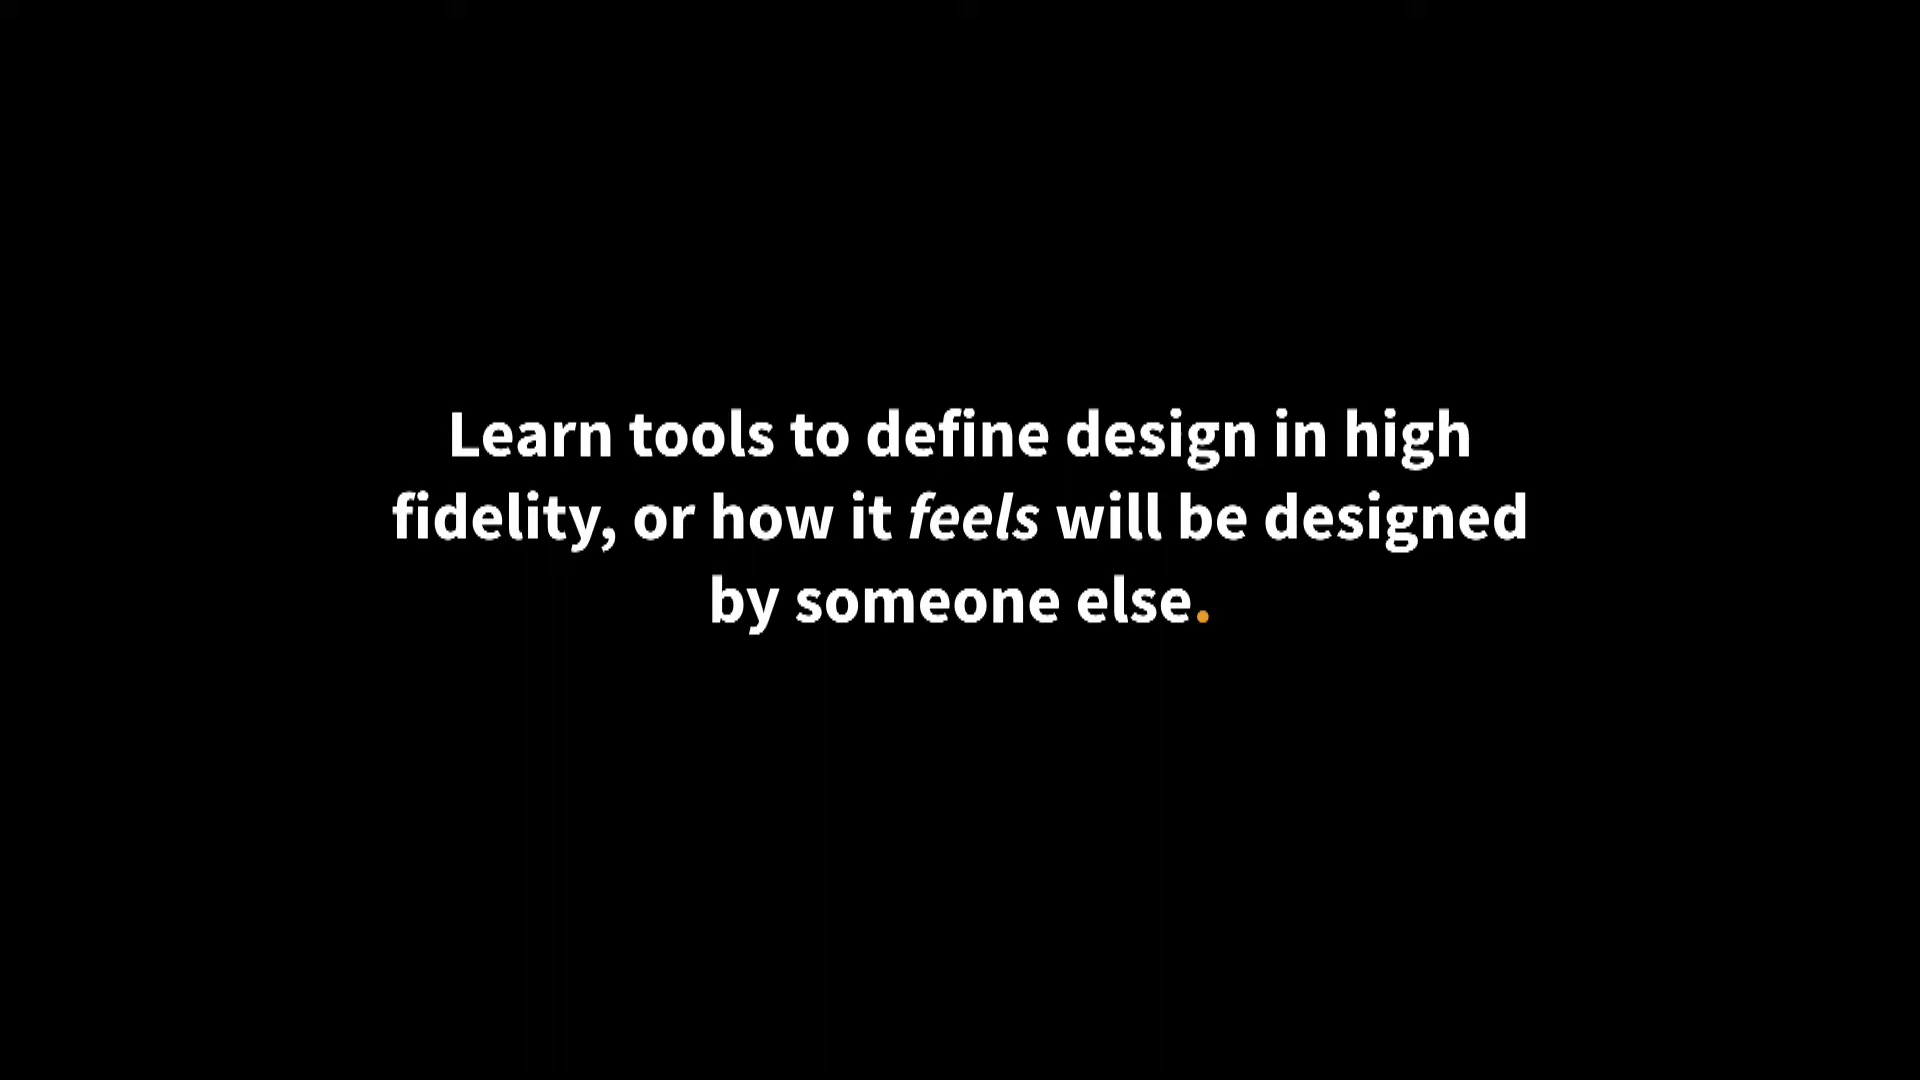 Learn tools to define design in high
fidelity, or how it feels will be designed
by someone else.